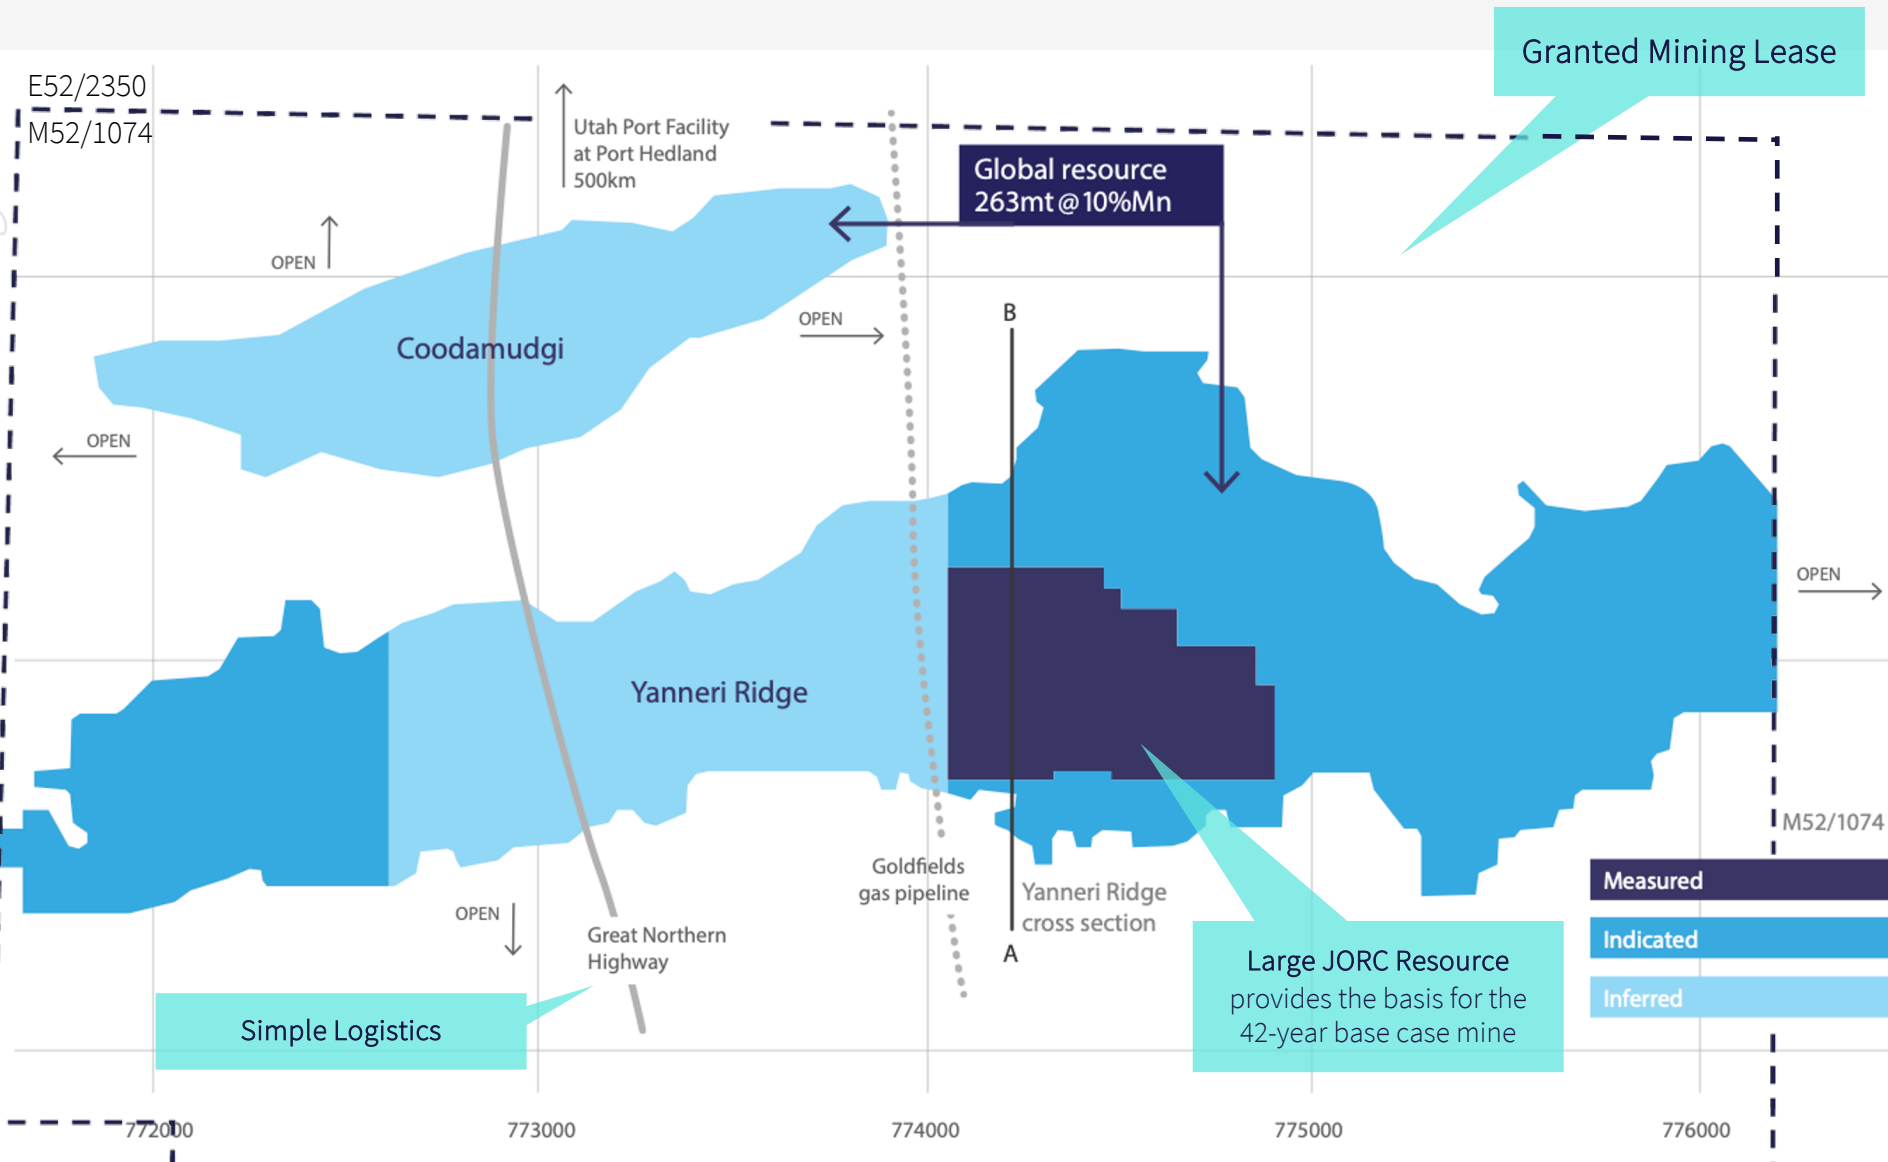 Granted Mining Lease
E52/2350
M52/1074
Utah Port Facility
at Port Hedland
500km
Global resource
263mt @ 10%Mn
OPEN
OPEN
B
Coodamudgi
OPEN
OPEN
Yanneri Ridge
M52/1074
Goldfields
gas pipeline
Yanneri Ridge
cross section
A
OPEN
Great Northern
Highway
Measured
Indicated
Inferred
Large JORC Resource
provides the basis for the
42-year base case mine
Simple Logistics
772000
773000
774000
775000
776000